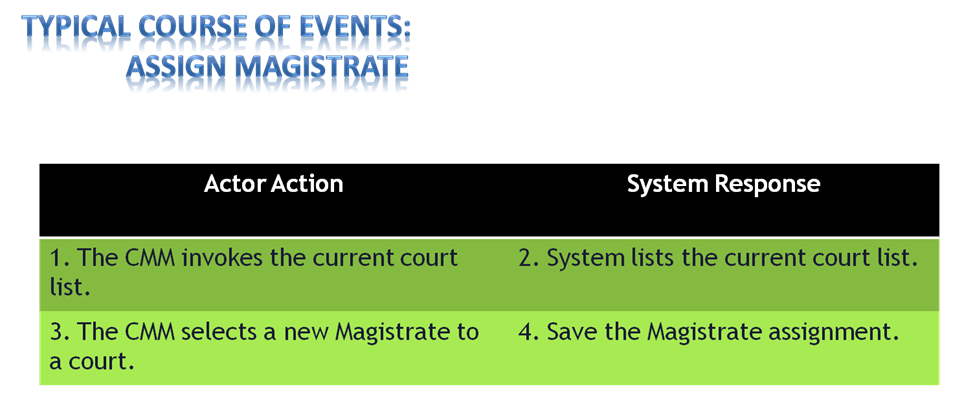 TYPICAL COURSE OF EVENTS:
ASSIGN MAGISTRATE
Actor Action
System Response
1. The CMM invokes the current court
list.
2. System lists the current court list.
3. The CMM selects a new Magistrate to
a court.
4. Save the Magistrate assignment.